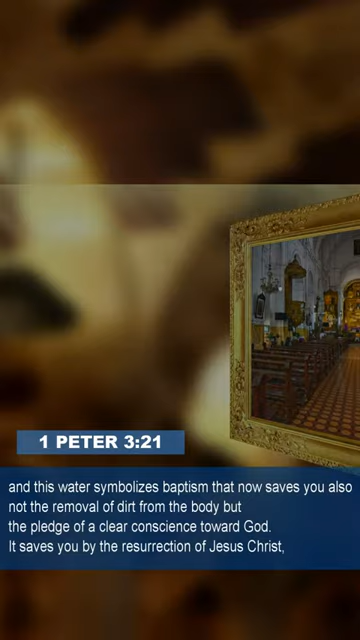 1 PETER 3:21
and this water symbolizes baptism that now saves you also
not the removal of dirt from the body but
the pledge of a clear conscience toward God.
It saves you by the resurrection of Jesus Christ,